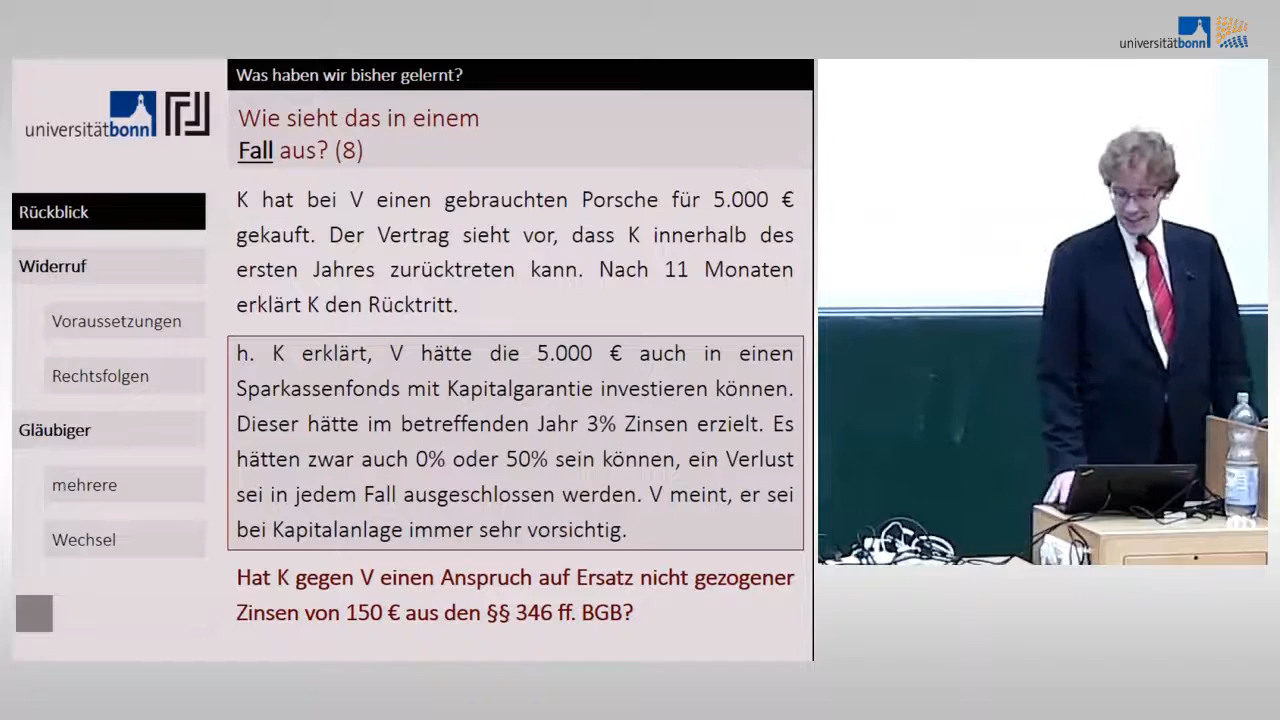 universitätbonn
Was haben wir bisher gelernt?
universitätbonn
Wie sieht das in einem
Fall aus? (8)
Rückblick
Widerruf
Voraussetzungen
Rechtsfolgen
Gläubiger
mehrere
Wechsel
K hat bei V einen gebrauchten Porsche für 5.000 €
gekauft. Der Vertrag sieht vor, dass K innerhalb des
ersten Jahres zurücktreten kann. Nach 11 Monaten
erklärt K den Rücktritt.
h. K erklärt, V hätte die 5.000 € auch in einen
Sparkassenfonds mit Kapitalgarantie investieren können.
Dieser hätte im betreffenden Jahr 3% Zinsen erzielt. Es
hätten zwar auch 0% oder 50% sein können, ein Verlust
sei in jedem Fall ausgeschlossen werden. V meint, er sei
bei Kapitalanlage immer sehr vorsichtig.
Hat K gegen V einen Anspruch auf Ersatz nicht gezogener
Zinsen von 150 € aus den §§ 346 ff. BGB?